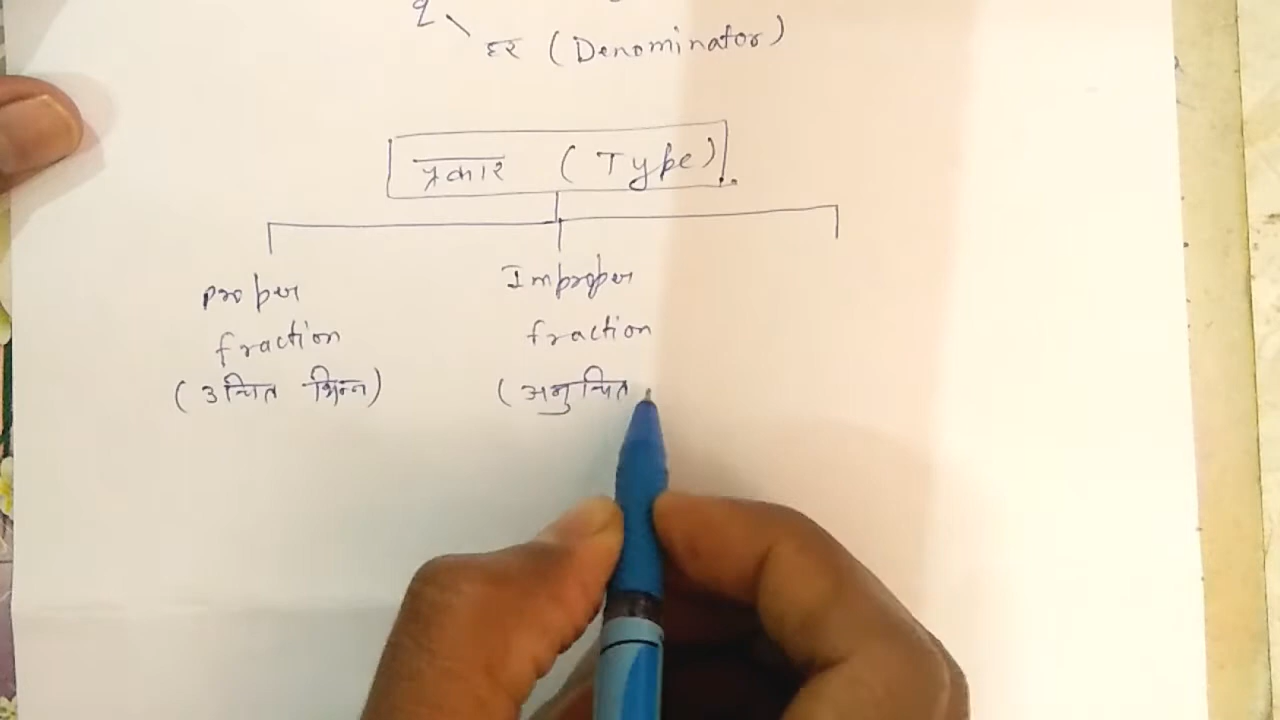 q
हर (Denominator)
प्रकार (Type)
proper
fraction
(उचित भिन्न)
Improper
fraction
(अनुचित